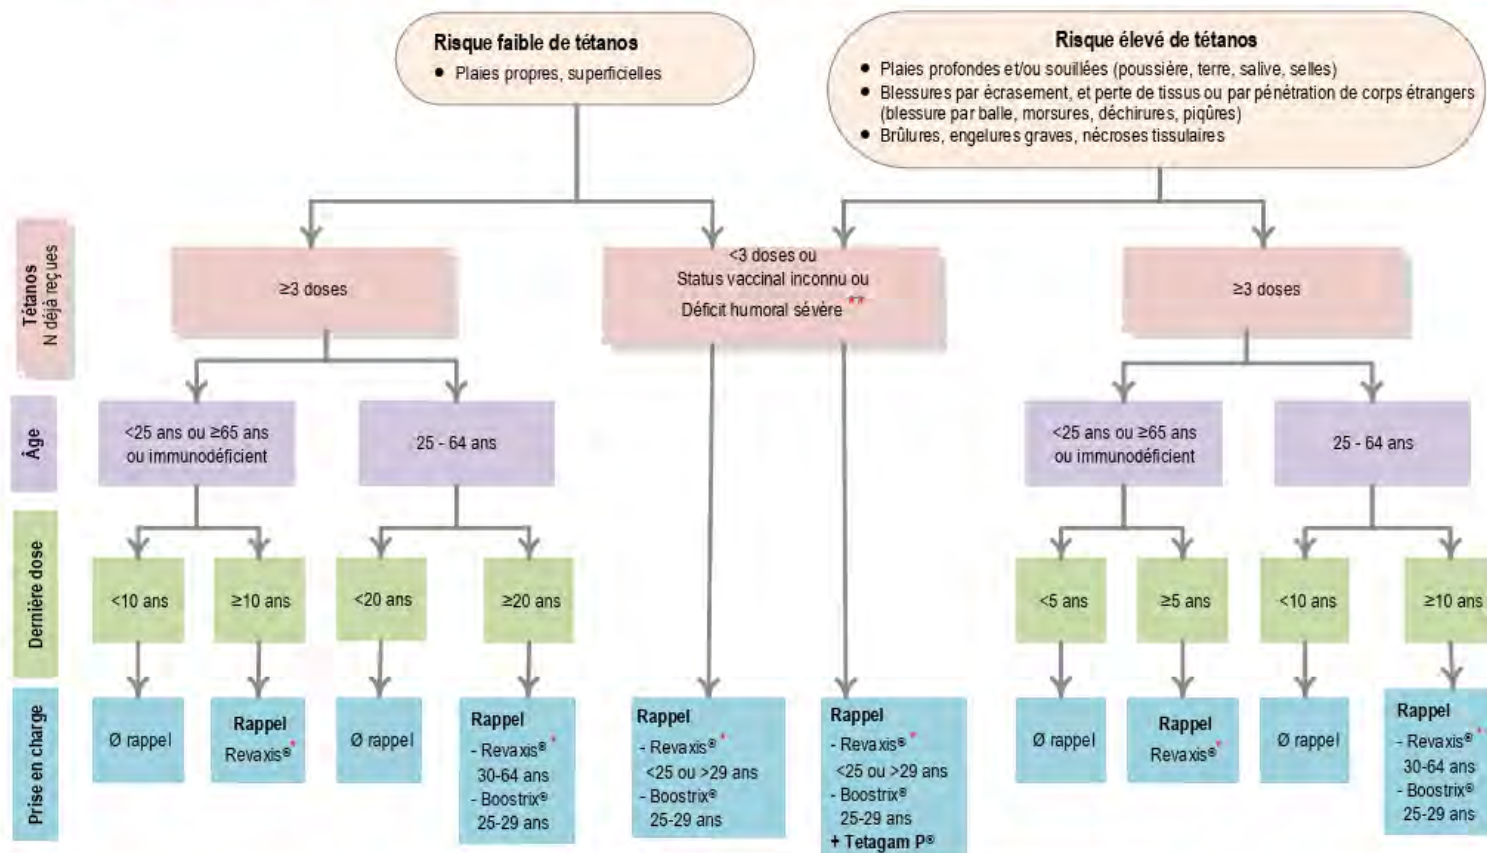 Risque faible de tétanos
● Plaies propres, superficielles
Risque élevé de tétanos
● Plaies profondes et/ou souillées (poussière, terre, salive, selles)
● Blessures par écrasement, et perte de tissus ou par pénétration de corps étrangers
(blessure par balle, morsures, déchirures, piqûres)
● Brûlures, engelures graves, nécroses tissulaires
Tétanos
N déjà reçues
≥3 doses
<3 doses ou
Status vaccinal inconnu ou
Déficit humoral sévère **
≥3 doses
Âge
<25 ans ou ≥65 ans
ou immunodéficient
25 - 64 ans
<25 ans ou ≥65 ans
ou immunodéficient
25 - 64 ans
Dernière dose
<10 ans
≥10 ans
<20 ans
≥20 ans
<5 ans
≥5 ans
<10 ans
≥10 ans
Prise en charge
Ø rappel
Rappel
Revaxis®*
Ø rappel
Rappel
- Revaxis® *
30-64 ans
- Boostrix®
25-29 ans
Rappel
- Revaxis® *
<25 ou >29 ans
- Boostrix®
25-29 ans
Rappel
- Revaxis® *
<25 ou >29 ans
- Boostrix®
25-29 ans
+ Tetagam P®
Ø rappel
Rappel
Revaxis®*
Ø rappel
Rappel
- Revaxis® *
30-64 ans
- Boostrix®
25-29 ans